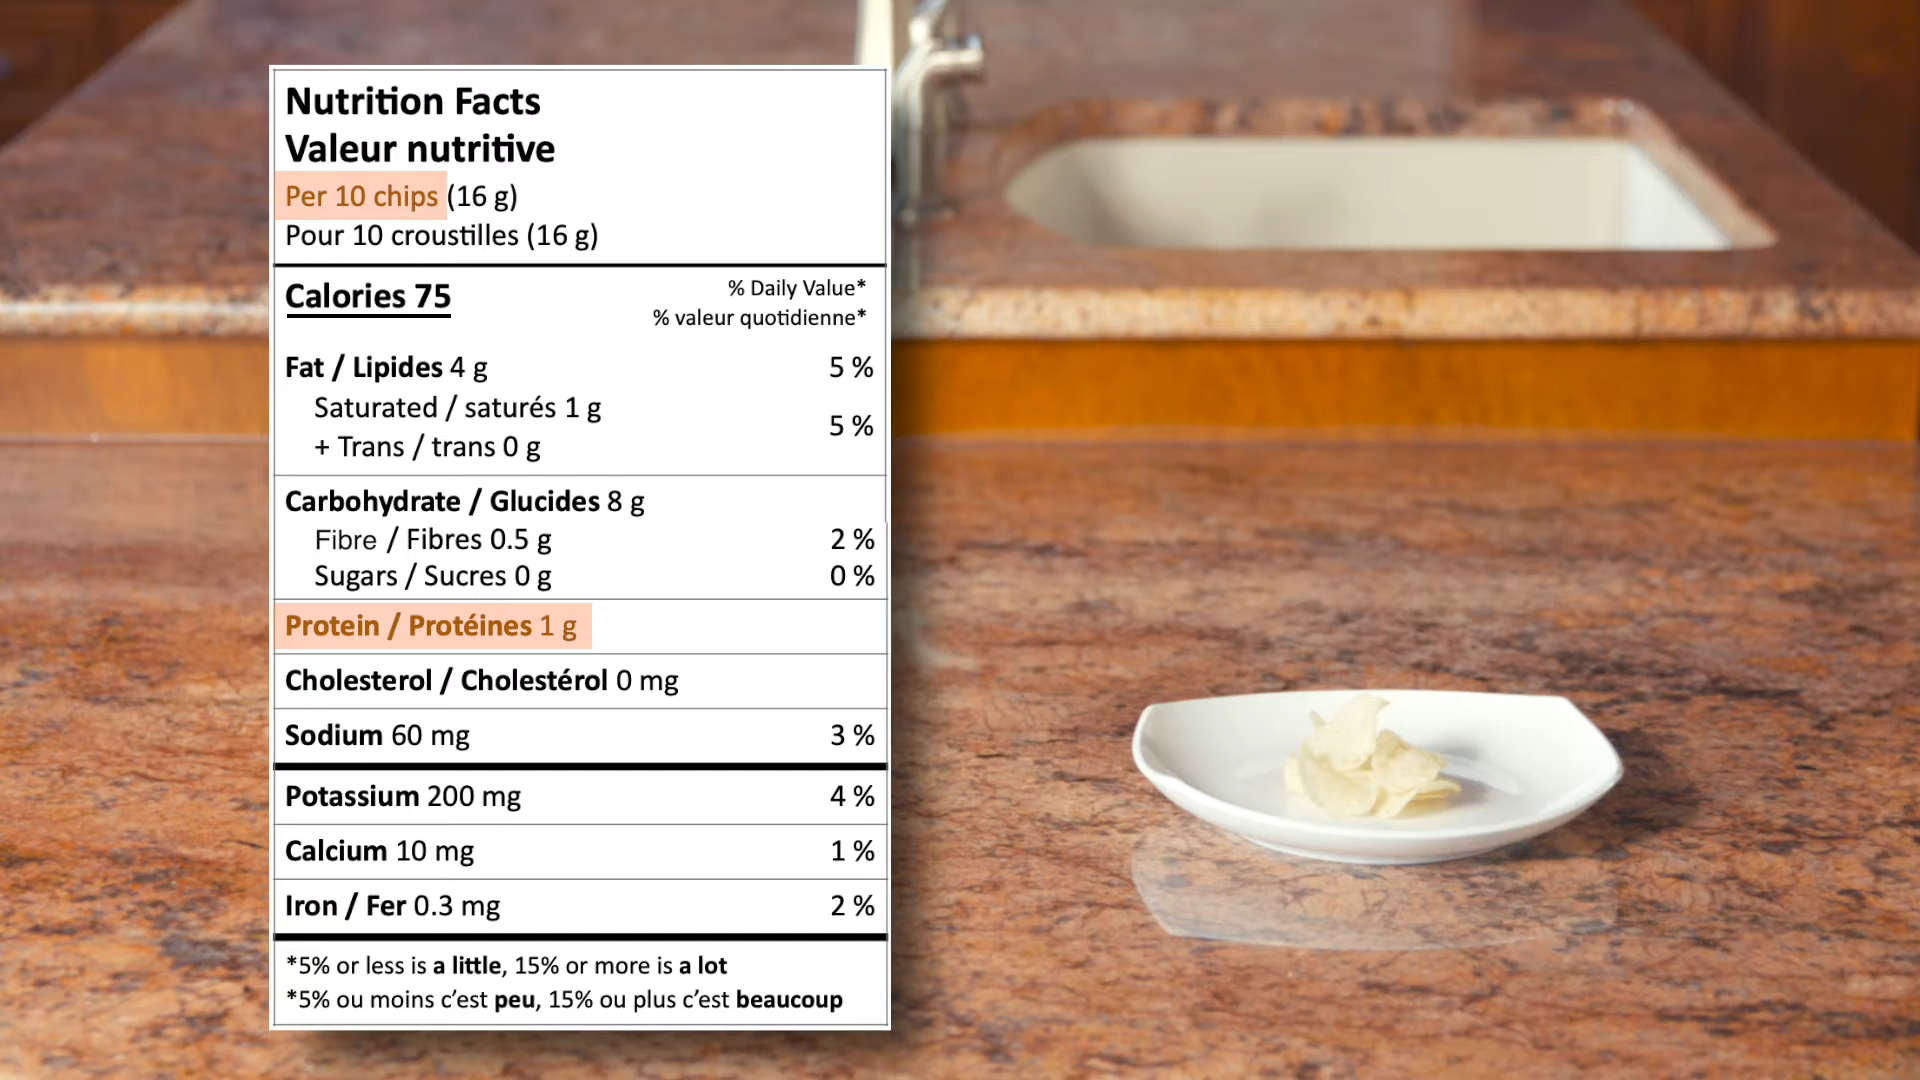 Nutrition Facts
Valeur nutritive
Per 10 chips (16 g)
Pour 10 croustilles (16 g)
Calories 75
% Daily Value*
% valeur quotidienne*
Fat / Lipides 4 g 5 %
Saturated / saturés 1 g
+ Trans / trans 0 g
5 %
Carbohydrate / Glucides 8 g
Fibre / Fibres 0.5 g 2 %
Sugars / Sucres 0 g 0 %
Protein / Protéines 1 g
Cholesterol / Cholestérol 0 mg
Sodium 60 mg 3 %
Potassium 200 mg 4 %
Calcium 10 mg 1 %
Iron / Fer 0.3 mg 2 %
*5% or less is a little, 15% or more is a lot
*5% ou moins c’est peu, 15% ou plus c’est beaucoup